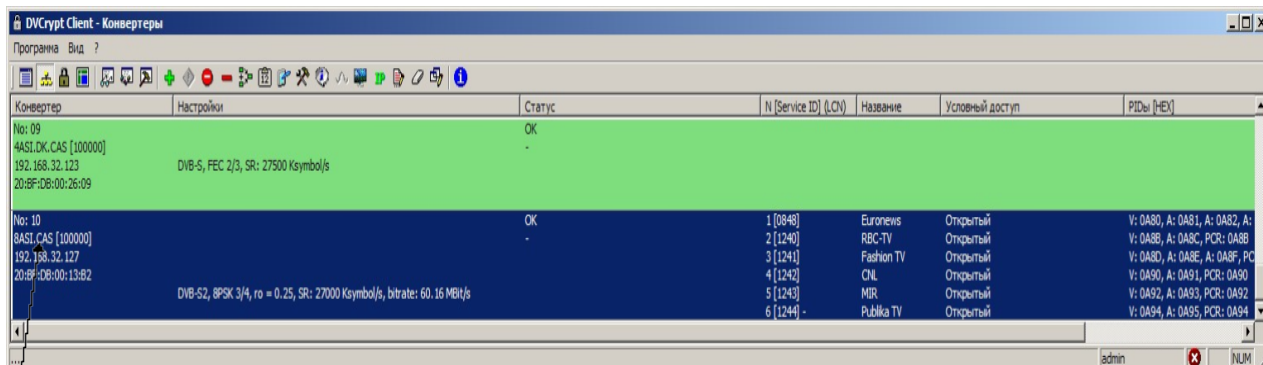 DVCrypt Client - Конвертеры
Программа Вид ?
Конвертер Настройки Статус N [Service ID] (LCN) Название Условный доступ PIDы [HEX]
No: 09 OK
4ASI.DK.CAS [100000] -
192.168.32.123 DVB-S, FEC 2/3, SR: 27500 Ksymbol/s
20:BF:DB:00:26:09
No: 10 OK 1 [0848] Euronews Открытый V: 0A80, A: 0A81, A: 0A82, A:
8ASI.CAS [100000] - 2 [1240] RBC-TV Открытый V: 0A8B, A: 0A8C, PCR: 0A8B
192.168.32.127 3 [1241] Fashion TV Открытый V: 0A8D, A: 0A8E, A: 0A8F, PC
20:BF:DB:00:13:B2 4 [1242] CNL Открытый V: 0A90, A: 0A91, PCR: 0A90
DVB-S2, 8PSK 3/4, ro = 0.25, SR: 27000 Ksymbol/s, bitrate: 60.16 MBit/s 5 [1243] MIR Открытый V: 0A92, A: 0A93, PCR: 0A92
6 [1244] - Publika TV Открытый V: 0A94, A: 0A95, PCR: 0A94
... admin NUM